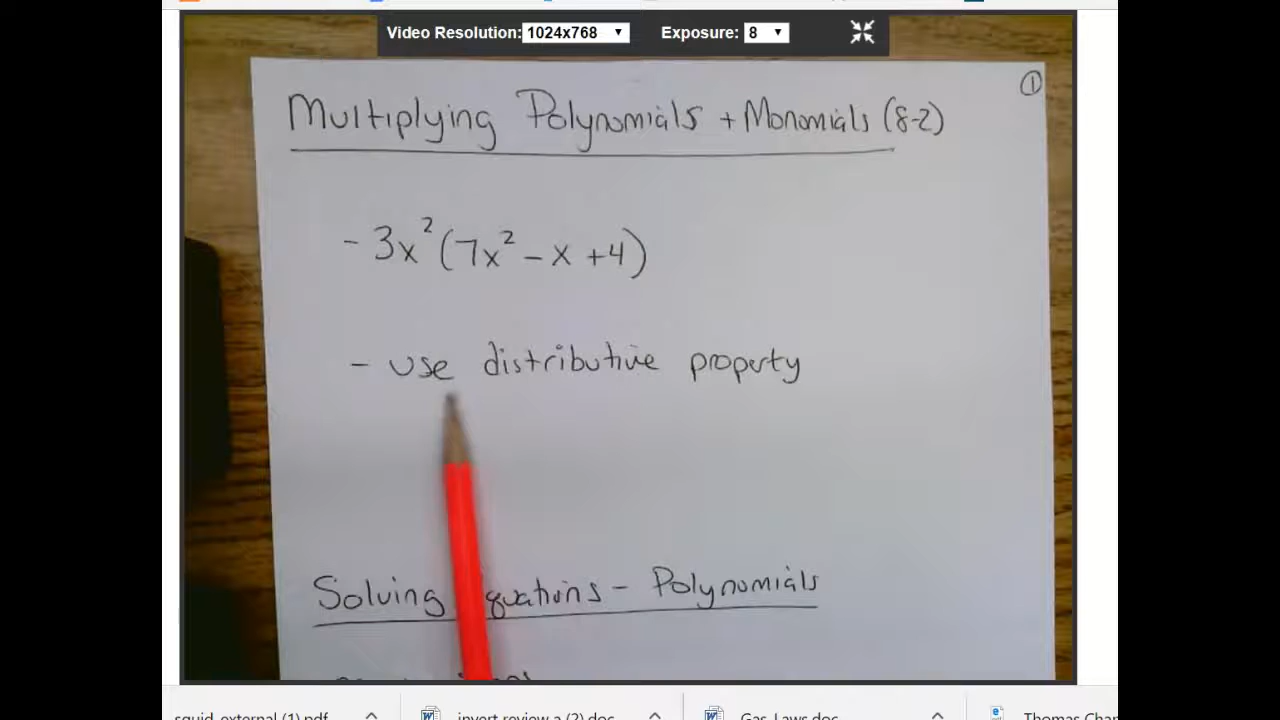 Video Resolution: 1024x768 Exposure: 8
①
Multiplying Polynomials + Monomials (8-2)
- 3x²(7x² - x + 4)
- use distributive property
Solving Equations - Polynomials
squid_external (1).pdf invert review a (2).doc Gas Laws.doc Thomas Chan